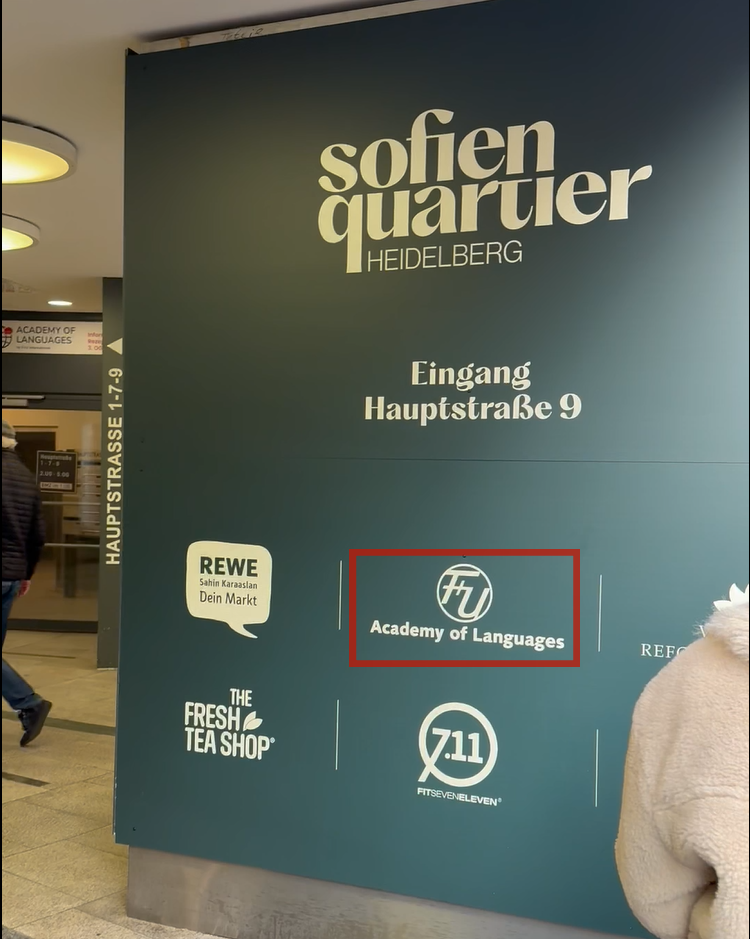 sofien
quartier
HEIDELBERG
Eingang
Hauptstraße 9
ACADEMY OF
LANGUAGES
HAUPTSTRASSE 1-7-9
REWE
Sahin Karaaslan
Dein Markt
FU
Academy of Languages
THE
FRESH
TEA SHOP®
7.11
FITSEVENELEVEN®